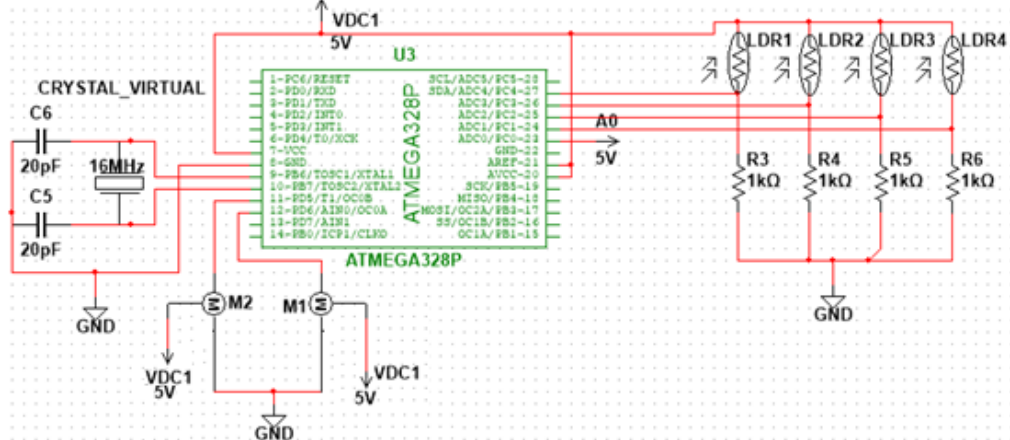 VDC1
5V
U3
LDR1
LDR2
LDR3
LDR4
CRYSTAL_VIRTUAL
C6
20pF
16MHz
C5
20pF
1-PC6/RESET
2-PD0/RXD
3-PD1/TXD
4-PD2/INT0
5-PD3/INT1
6-PD4/T0/XCK
7-VCC
8-GND
9-PB6/TOSC1/XTAL1
10-PB7/TOSC2/XTAL2
11-PD5/T1/OC0B
12-PD6/AIN0/OC0A
13-PD7/AIN1
14-PB0/ICP1/CLKO
ATMEGA328P
SCL/ADC5/PC5-28
SDA/ADC4/PC4-27
ADC3/PC3-26
ADC2/PC2-25
ADC1/PC1-24
ADC0/PC0-23
GND-22
AREF-21
AVCC-20
SCK/PB5-19
MISO/PB4-18
MOSI/OC2A/PB3-17
SS/OC1B/PB2-16
OC1A/PB1-15
ATMEGA328P
A0
5V
R3
1kΩ
R4
1kΩ
R5
1kΩ
R6
1kΩ
GND
M2
M1
M
M
VDC1
5V
VDC1
5V
GND
GND